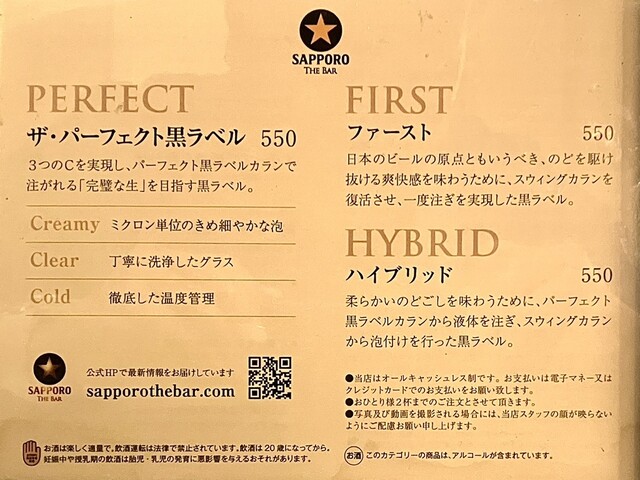 SAPPORO
THE BAR
PERFECT
ザ・パーフェクト黒ラベル 550
3つのCを実現し、パーフェクト黒ラベルカランで
注がれる「完璧な生」を目指す黒ラベル。
Creamy ミクロン単位のきめ細やかな泡
Clear 丁寧に洗浄したグラス
Cold 徹底した温度管理
FIRST
ファースト 550
日本のビールの原点ともいうべき、のどを駆け
抜ける爽快感を味わうために、スウィングカランを
復活させ、一度注ぎを実現した黒ラベル。
HYBRID
ハイブリッド 550
柔らかいのどごしを味わうために、パーフェクト
黒ラベルカランから液体を注ぎ、スウィングカラン
から泡付けを行った黒ラベル。
SAPPORO
THE BAR
公式HPで最新情報をお届けしています
sapporothebar.com
●当店はオールキャッシュレス制です。お支払いは電子マネー又は
クレジットカードでのお支払いをお願い致します。
●おひとり様2杯までのご注文とさせて頂きます。
●写真及び動画を撮影される場合には、当店スタッフの顔が映らない
ようにご配慮お願い申し上げます。
お酒は楽しく適量で。飲酒運転は法律で禁止されています。飲酒は20歳になってから。
妊娠中や授乳期の飲酒は胎児・乳児の発育に悪影響を与えるおそれがあります。
お酒 このカテゴリーの商品は、アルコールが含まれています。